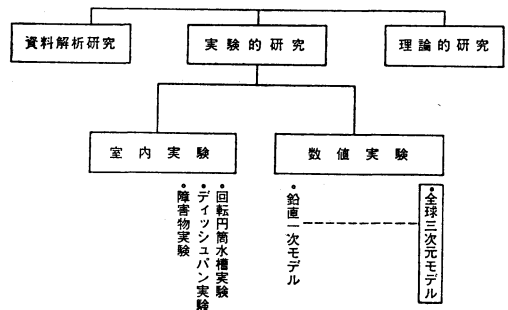 資料解析研究
実験的研究
理論的研究
室内実験
数値実験
・回転円筒水槽実験
・ディッシュパン実験
・障害物実験
・鉛直一次モデル
・全球三次元モデル